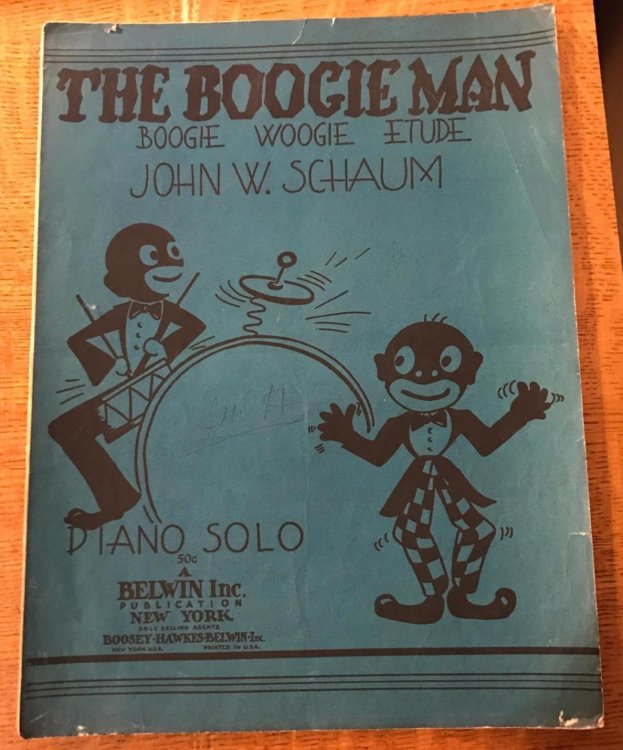 THE BOOGIE MAN
BOOGIE WOOGIE ETUDE
JOHN W. SCHAUM
PIANO SOLO
50c
A
BELWIN Inc.
PUBLICATION
NEW YORK
SOLE SELLING AGENTS
BOOSEY-HAWKES-BELWIN-Inc.
NEW YORK U.S.A. PRINTED IN U.S.A.